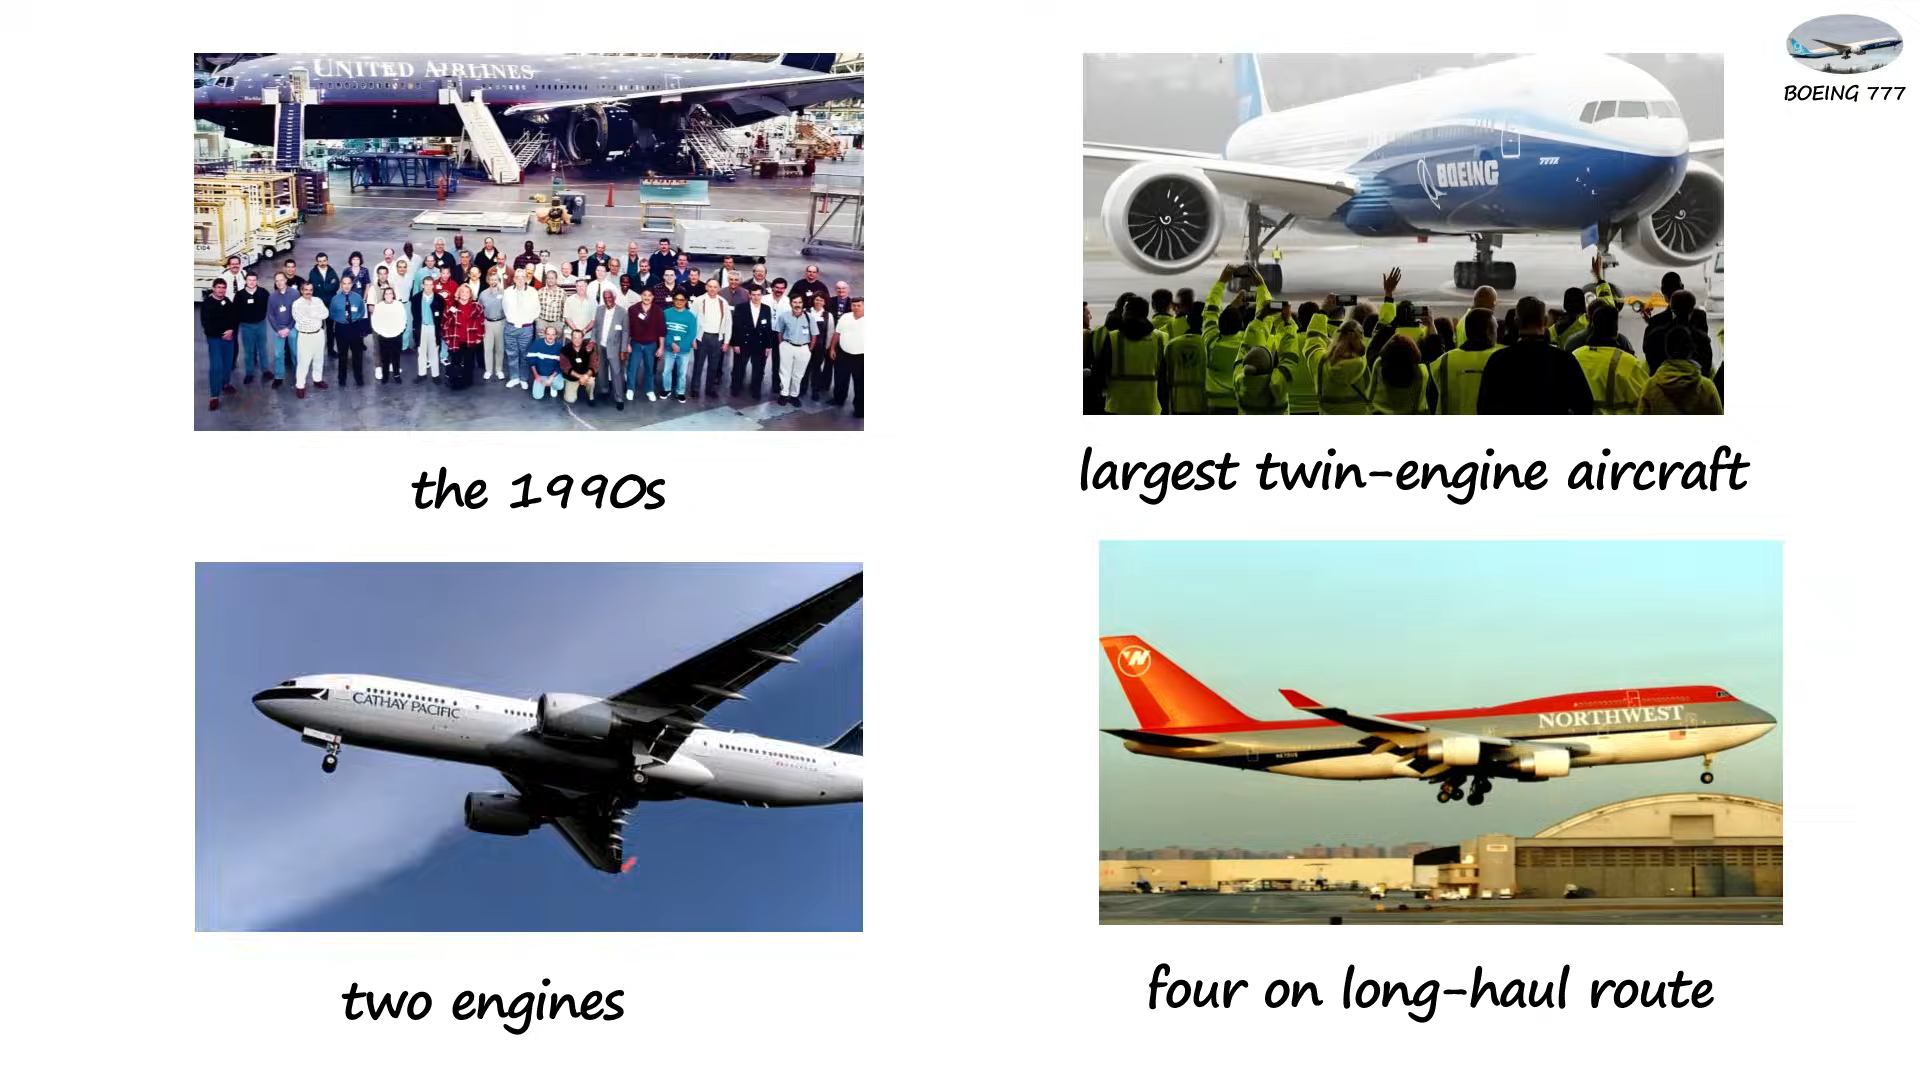 UNITED AIRLINES
BOEING
777X
BOEING 777
the 1990s
largest twin-engine aircraft
CATHAY PACIFIC
N
NORTHWEST
two engines
four on long-haul route